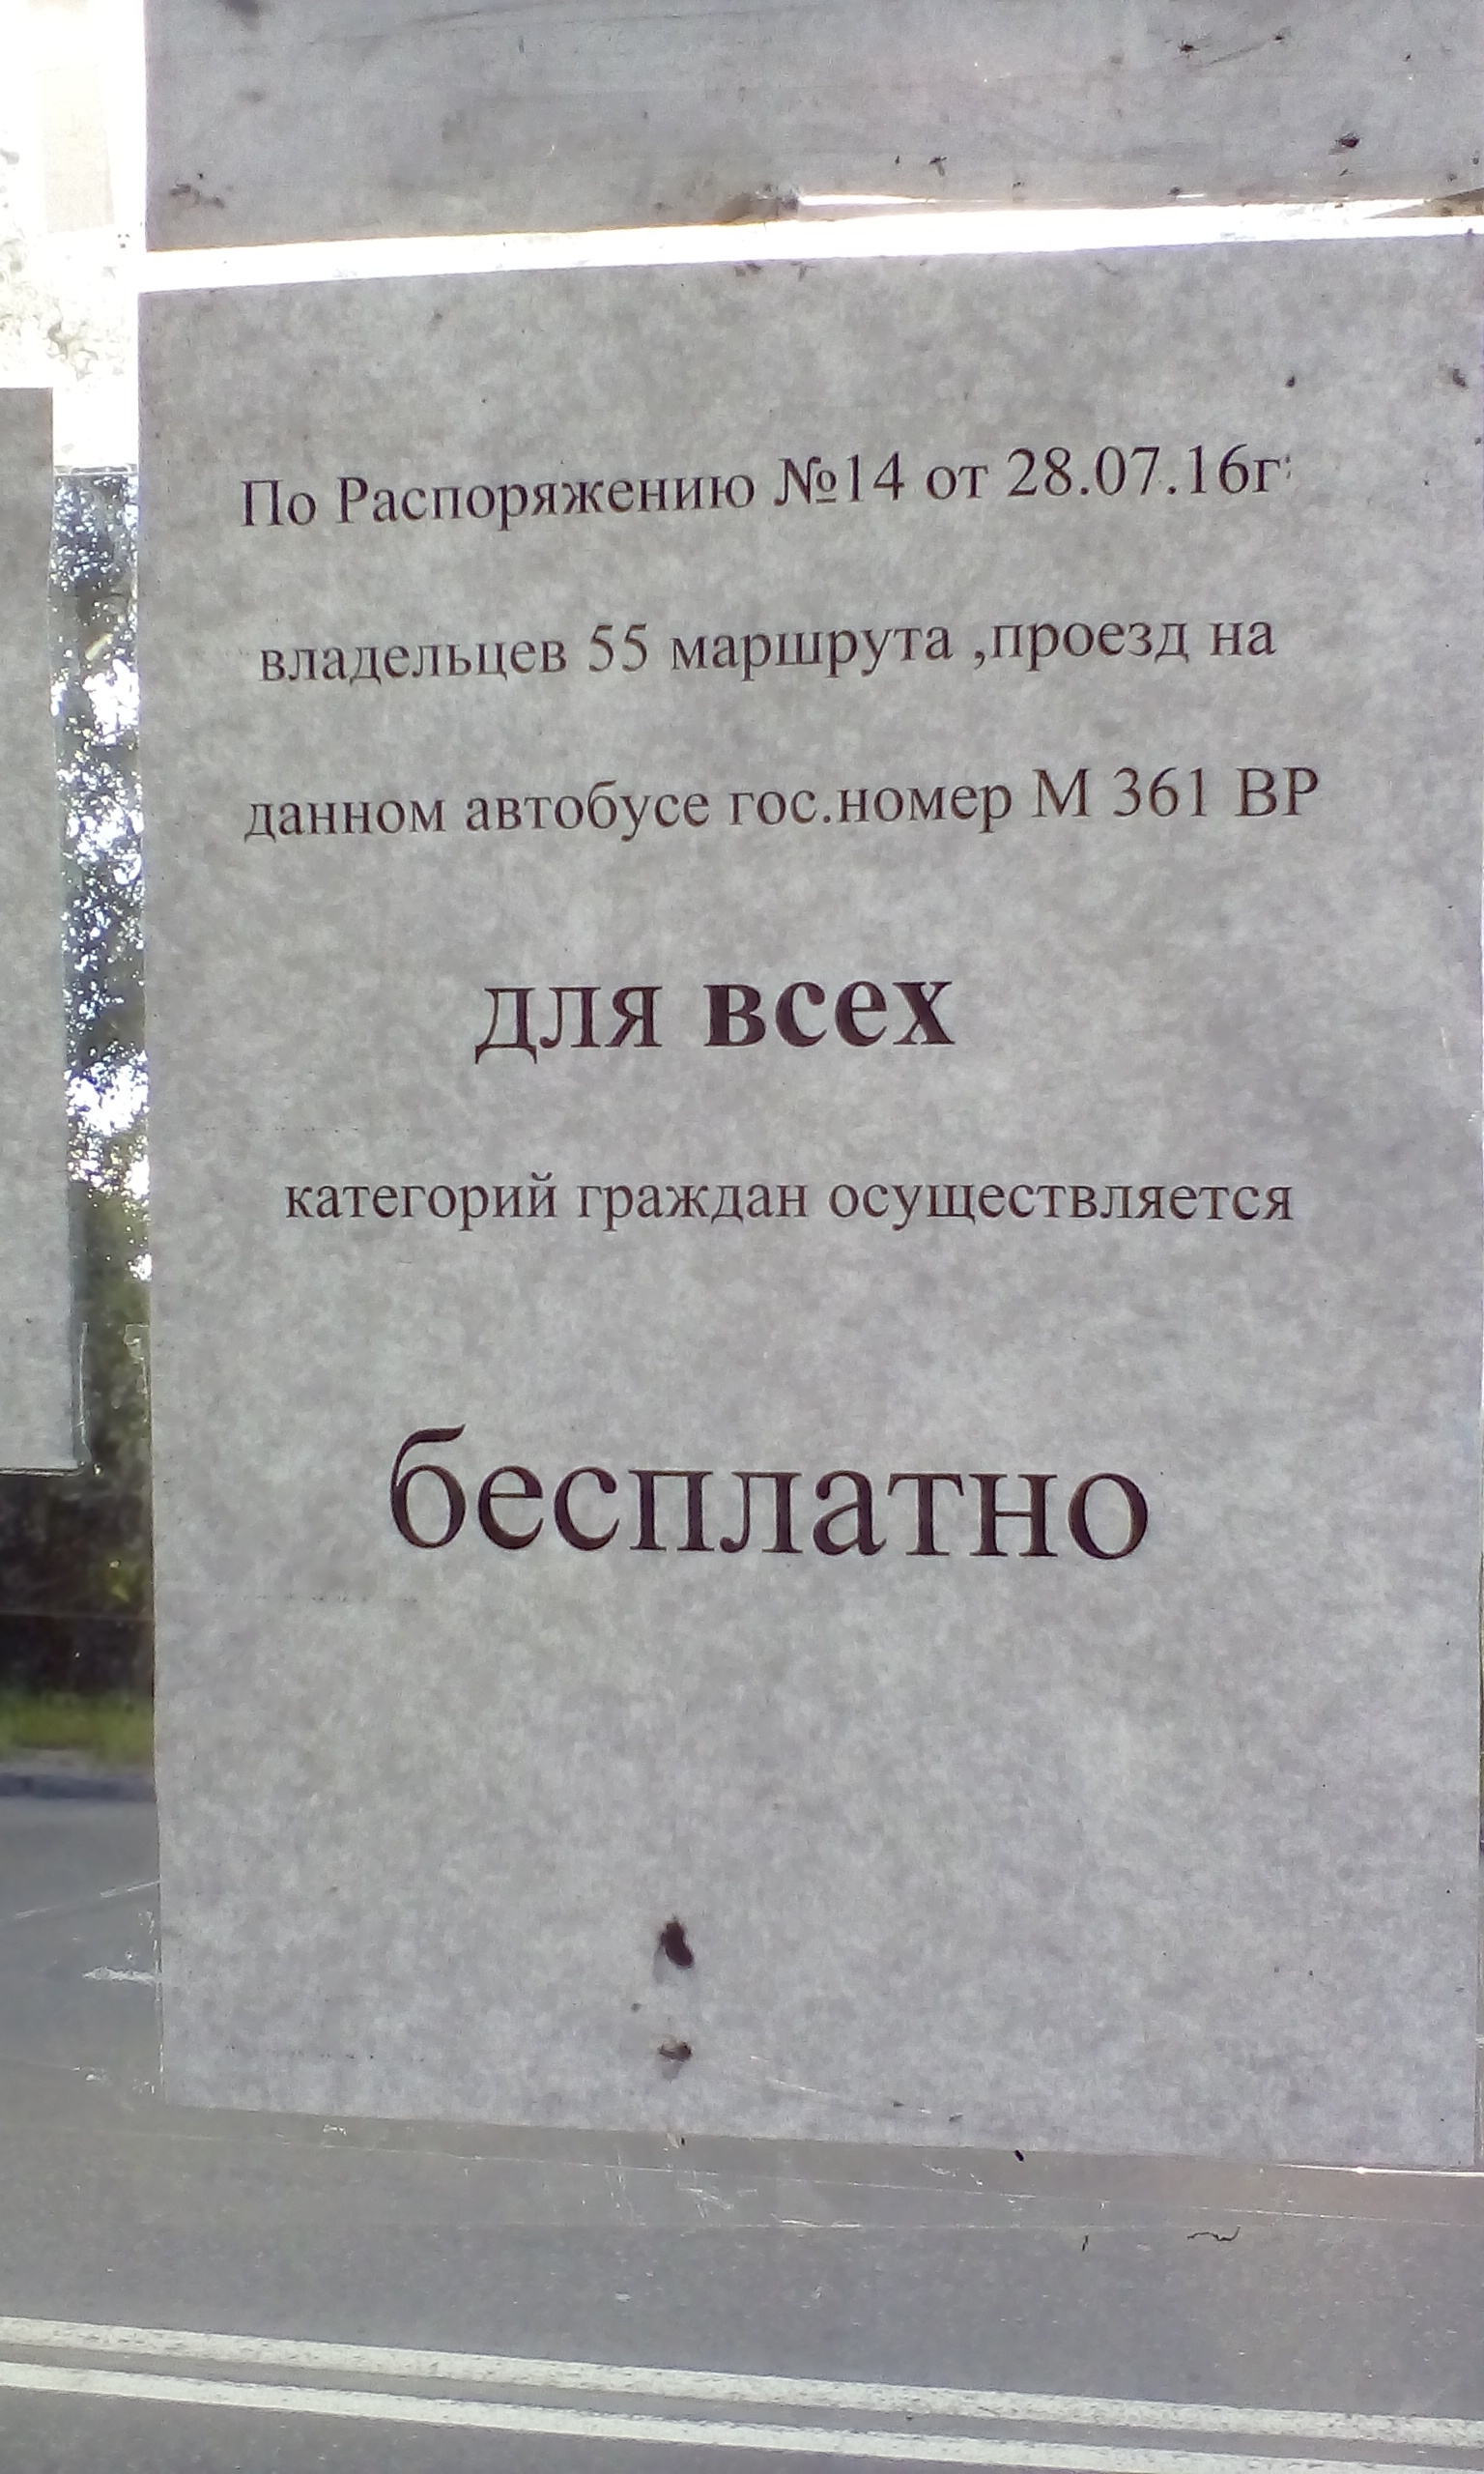 По Распоряжению №14 от 28.07.16г
владельцев 55 маршрута ,проезд на
данном автобусе гос.номер М 361 ВР
для всех
категорий граждан осуществляется
бесплатно